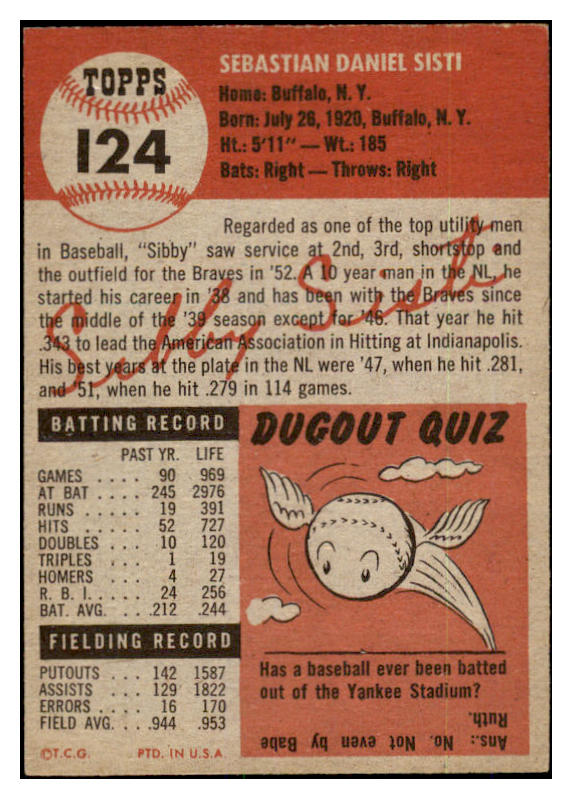 TOPPS
124
SEBASTIAN DANIEL SISTI
Home: Buffalo, N. Y.
Born: July 26, 1920, Buffalo, N. Y.
Ht.: 5'11" — Wt.: 185
Bats: Right — Throws: Right
Regarded as one of the top utility men
in Baseball, "Sibby" saw service at 2nd, 3rd, shortstop and
the outfield for the Braves in '52. A 10 year man in the NL, he
started his career in '38 and has been with the Braves since
the middle of the '39 season except for '46. That year he hit
.343 to lead the American Association in Hitting at Indianapolis.
His best years at the plate in the NL were '47, when he hit .281,
and '51, when he hit .279 in 114 games.
Sibby Sisti
BATTING RECORD
PAST YR. LIFE
GAMES . . . . 90 969
AT BAT . . . . 245 2976
RUNS . . . . 19 391
HITS . . . . 52 727
DOUBLES . . . 10 120
TRIPLES . . . 1 19
HOMERS . . . 4 27
R. B. I. . . . . 24 256
BAT. AVG. . . .212 .244
FIELDING RECORD
PUTOUTS . . . 142 1587
ASSISTS . . . 129 1822
ERRORS . . . 16 170
FIELD AVG. . . .944 .953
©T.C.G. PTD. IN U.S.A.
DUGOUT QUIZ
Has a baseball ever been batted
out of the Yankee Stadium?
Ans.: No. Not even by Babe
Ruth.